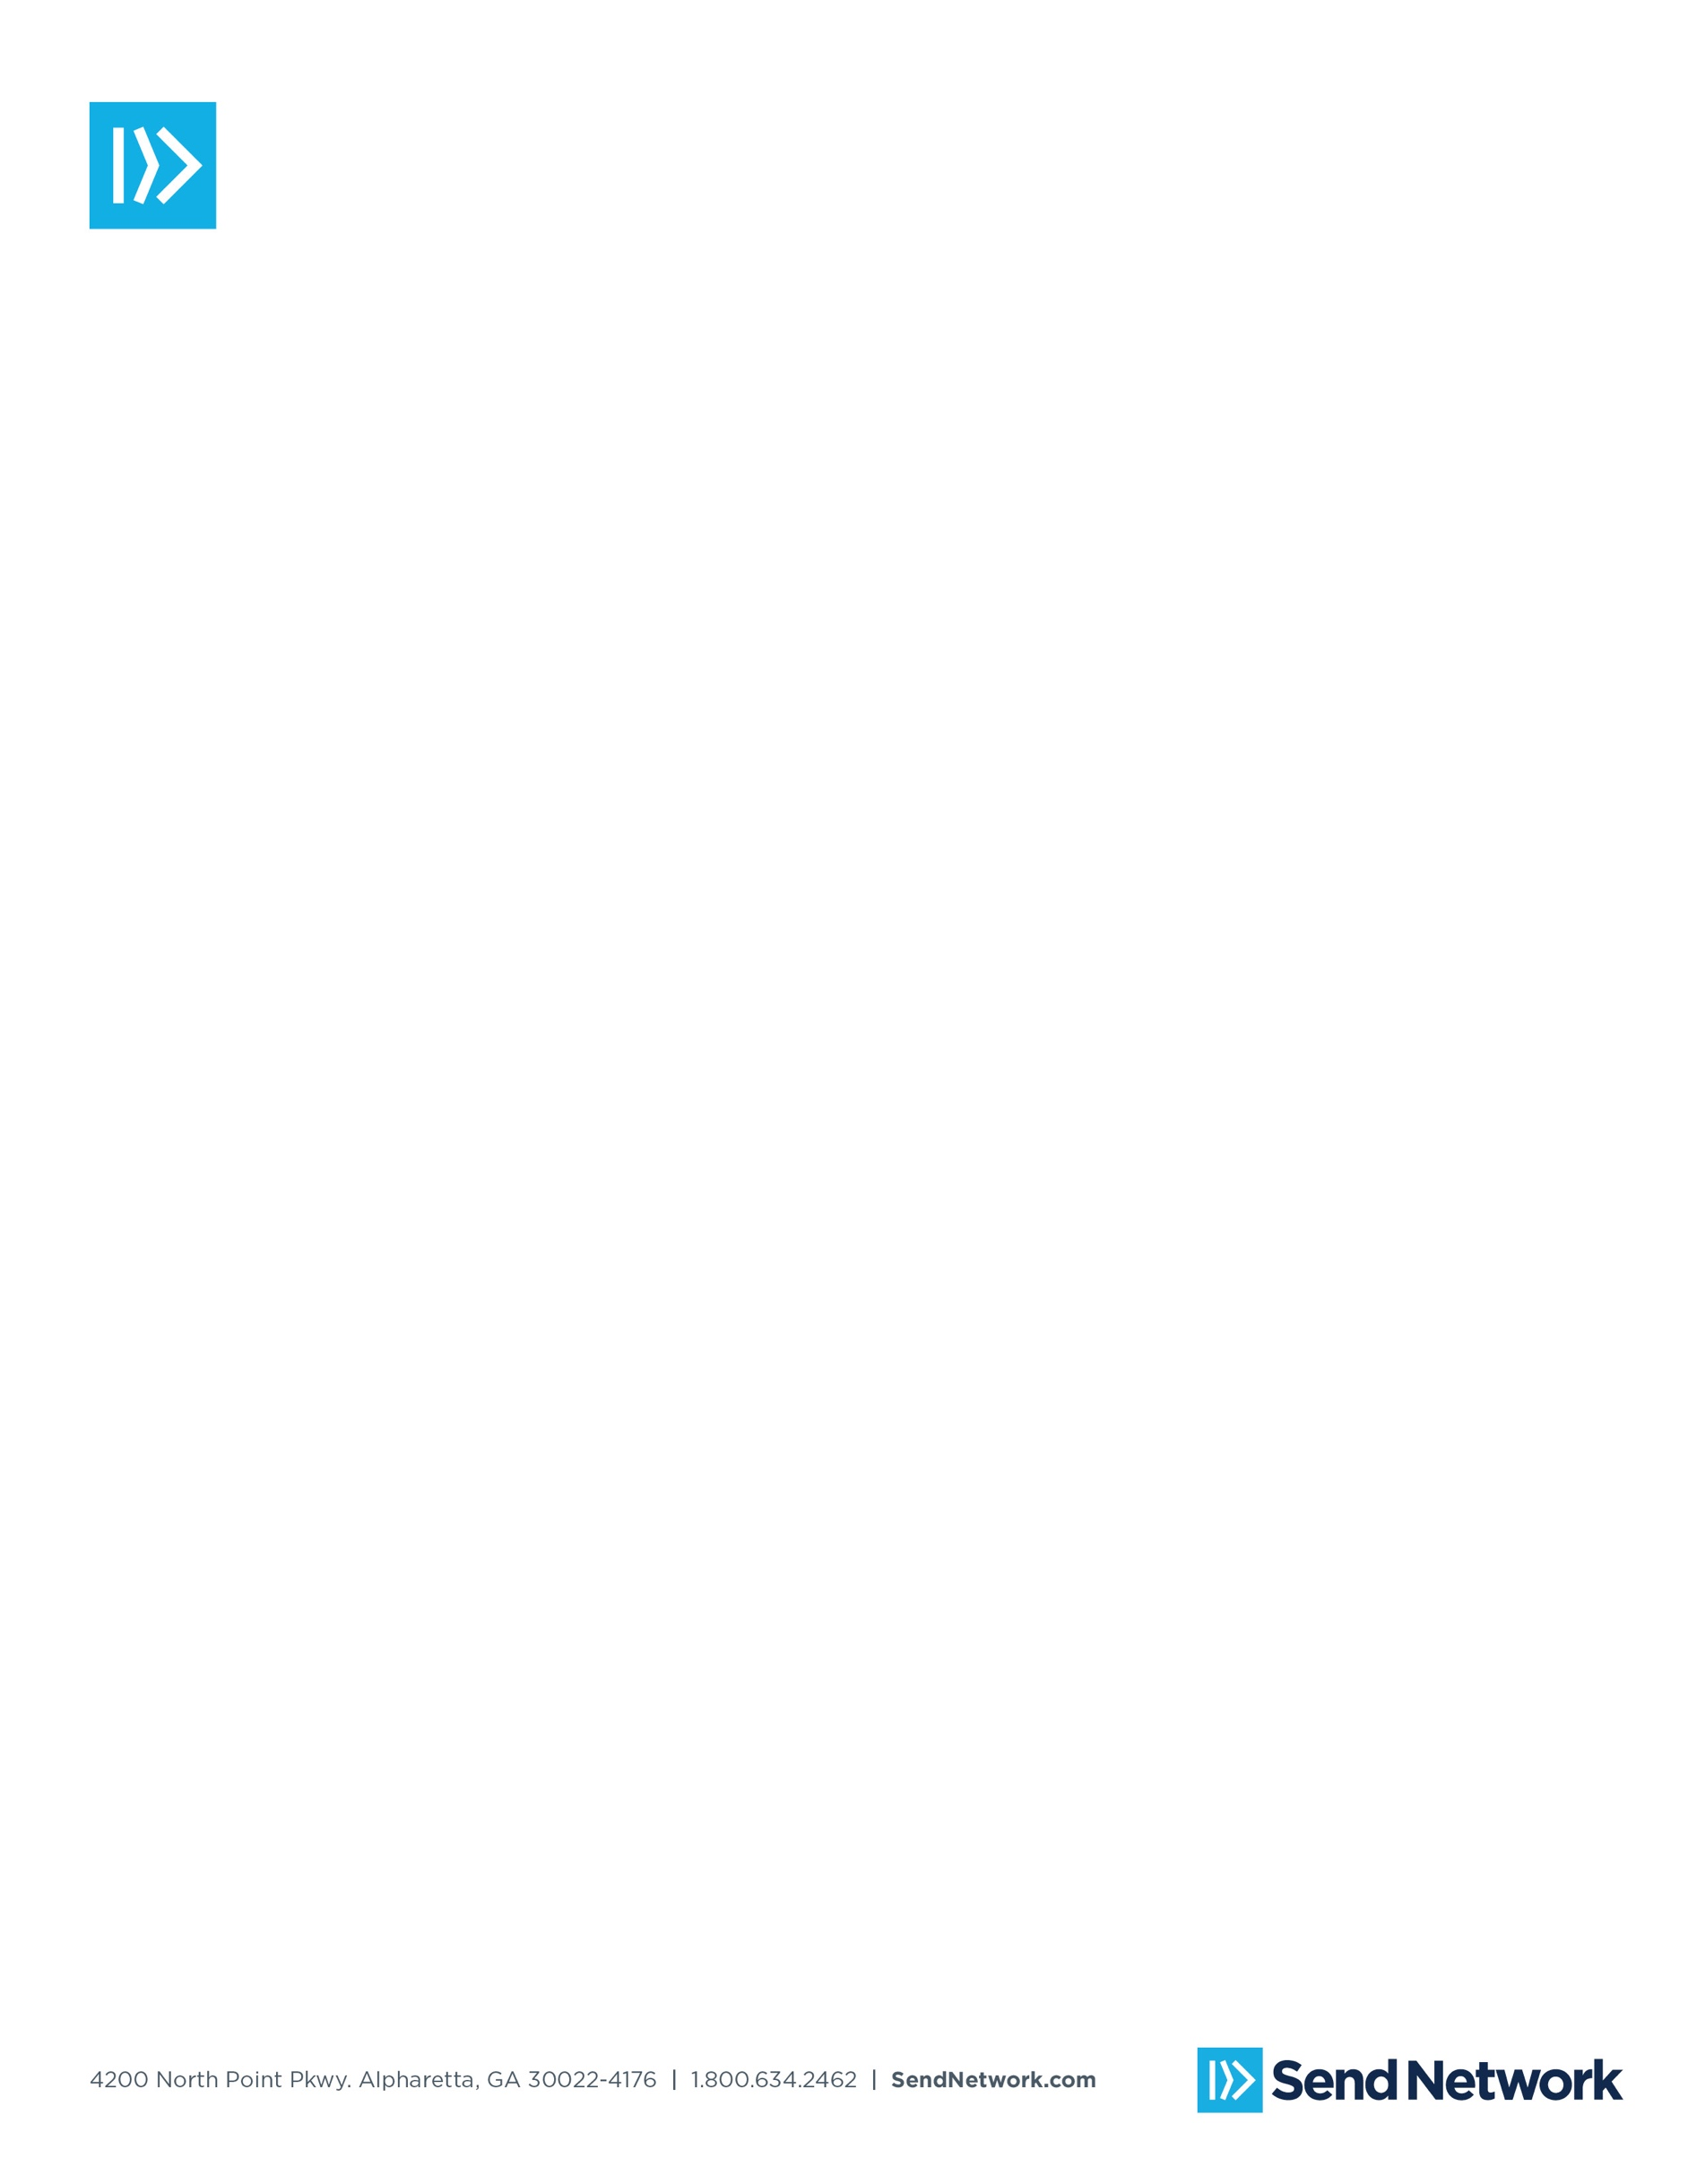 4200 North Point Pkwy. Alpharetta, GA 30022-4176 | 1.800.634.2462 | SendNetwork.com
Send Network